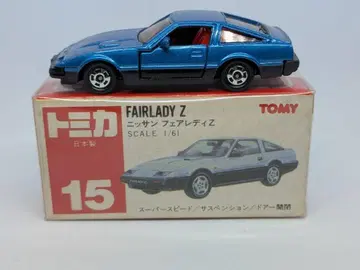 トミカ
日本製
15
FAIRLADY Z
ニッサン フェアレディZ
SCALE 1/61
TOMY
スーパースピード/サスペンション/ドアー開閉